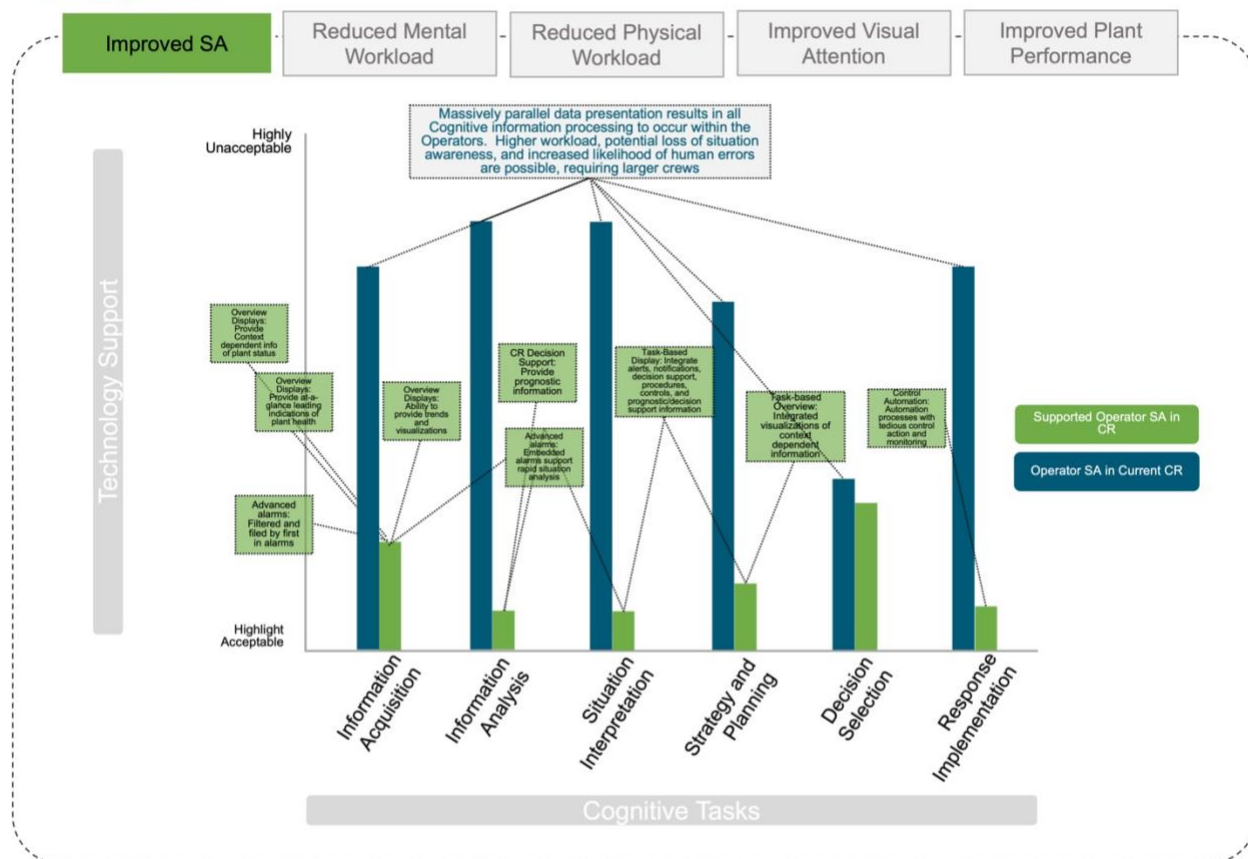 Improved SA
Reduced Mental
Workload
Reduced Physical
Workload
Improved Visual
Attention
Improved Plant
Performance
Massively parallel data presentation results in all
Cognitive information processing to occur within the
Operators. Higher workload, potential loss of situation
awareness, and increased likelihood of human errors
are possible, requiring larger crews
Highly
Unacceptable
Technology Support
Overview
Displays:
Provide
Context
dependent info
of plant status
Overview
Displays:
Provide at-a-
glance leading
indications of
plant health
Overview
Displays:
Ability to
provide trends
and
visualizations
CR Decision
Support:
Provide
prognostic
information
Advanced
alarms:
Embedded
alarms support
rapid situation
analysis
Task-Based
Display: Integrate
alerts, notifications,
decision support,
procedures,
controls, and
prognostic/decision
support information
Task-based
Overview:
Integrated
visualizations of
context
dependent
information
Control
Automation:
Automation
processes with
tedious control
action and
monitoring
Advanced
alarms:
Filtered and
filed by first
in alarms
Supported Operator SA in
CR
Operator SA in Current CR
Highlight
Acceptable
Information
Acquisition
Information
Analysis
Situation
Interpretation
Strategy and
Planning
Decision
Selection
Response
Implementation
Cognitive Tasks